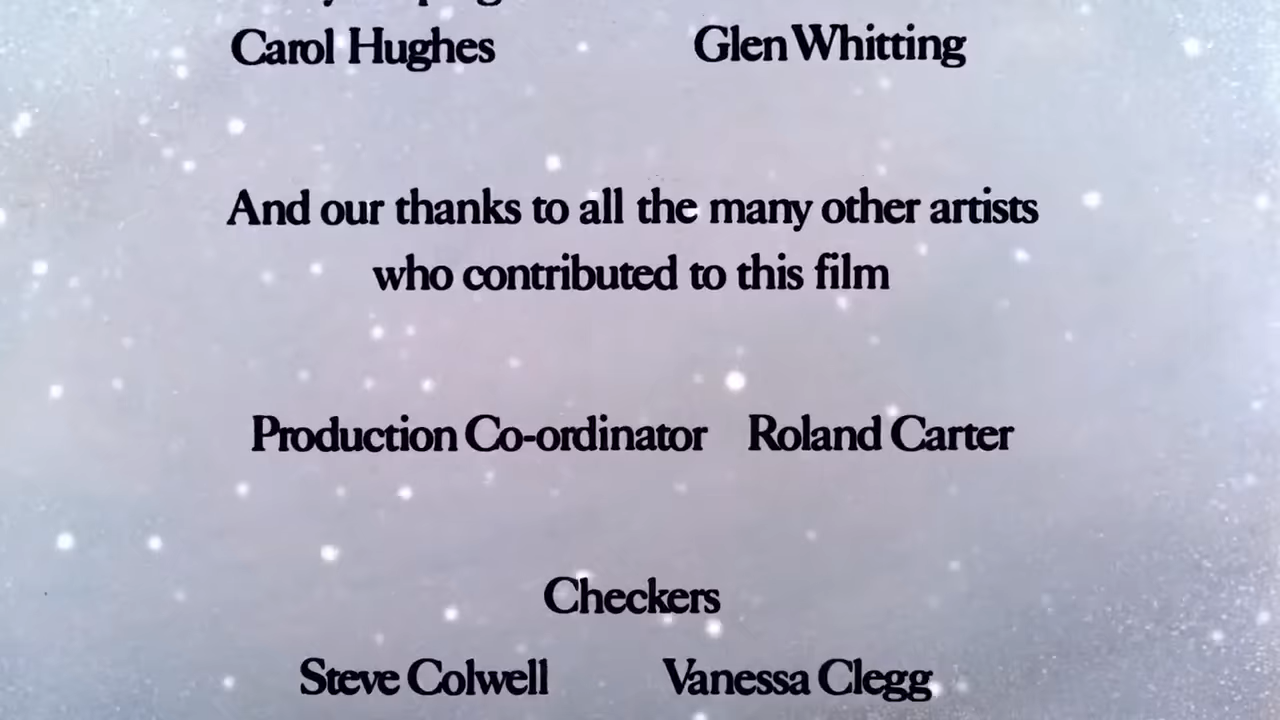 Carol Hughes Glen Whitting
And our thanks to all the many other artists
who contributed to this film
Production Co-ordinator Roland Carter
Checkers
Steve Colwell Vanessa Clegg